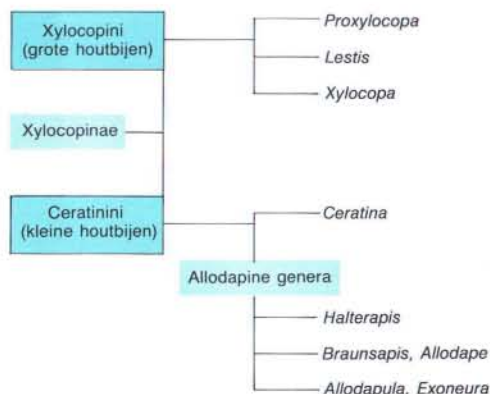 Xylocopini
(grote houtbijen)
Proxylocopa
Lestis
Xylocopa
Xylocopinae
Ceratinini
(kleine houtbijen)
Ceratina
Allodapine genera
Halterapis
Braunsapis, Allodape
Allodapula, Exoneura